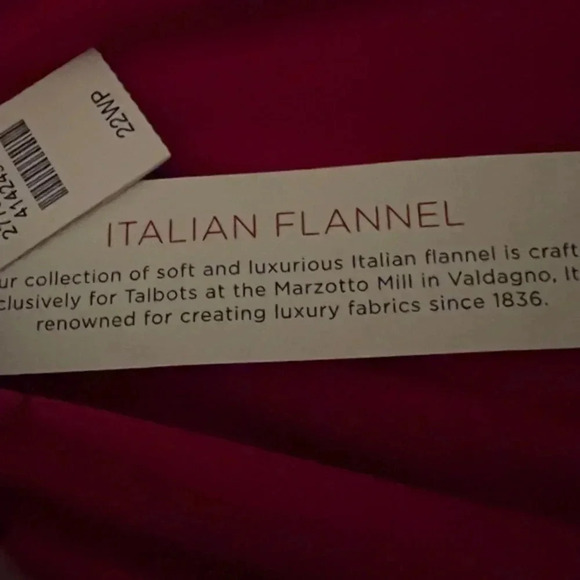 22WP
ITALIAN FLANNEL
ur collection of soft and luxurious Italian flannel is craft
clusively for Talbots at the Marzotto Mill in Valdagno, It
renowned for creating luxury fabrics since 1836.